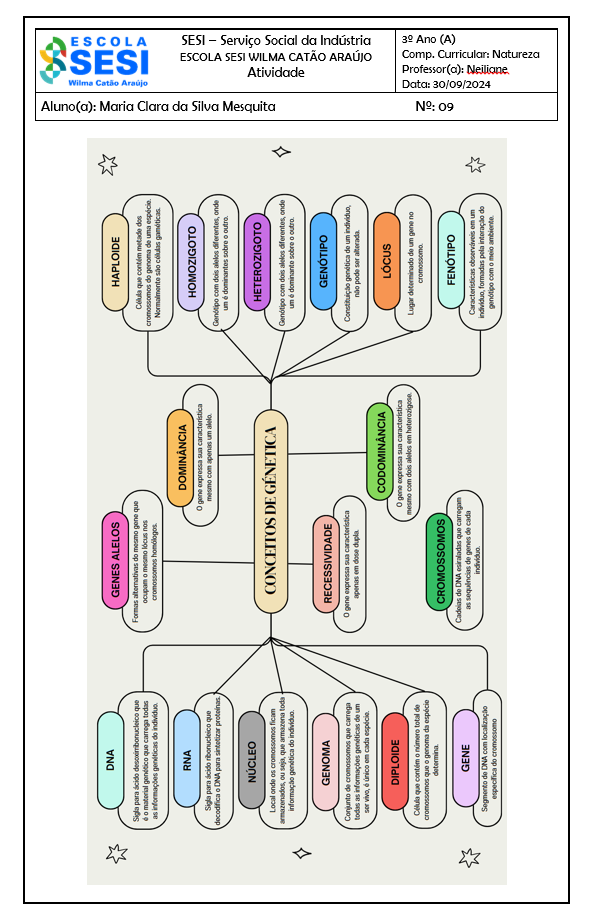 ESCOLA
SESI
Wilma Catão Araújo
SESI – Serviço Social da Indústria
ESCOLA SESI WILMA CATÃO ARAÚJO
Atividade
3º Ano (A)
Comp. Curricular: Natureza
Professor(a): Neiliane
Data: 30/09/2024
Aluno(a): Maria Clara da Silva Mesquita
Nº: 09
CONCEITOS DE GÉNETICA
DNA
Sigla para ácido desoxirribonucleico que
é o material genético que carrega todas
as informações genéticas do indivíduo.
RNA
Sigla para ácido ribonucleico que
decodifica o DNA para sintetizar proteínas.
NÚCLEO
Local onde os cromossomos ficam
armazenados, ou seja, que armazena toda
informação genética do indivíduo.
GENOMA
Conjunto de cromossomos que carrega
todas as informações genéticas de um
ser vivo, é único em cada espécie.
DIPLOIDE
Célula que contém o número total de
cromossomos que o genoma da espécie
determina.
GENE
Segmento de DNA com localização
específica do cromossomo
GENES ALELOS
Formas alternativas do mesmo gene que
ocupam o mesmo lócus nos
cromossomos homólogos.
DOMINÂNCIA
O gene expressa sua característica
mesmo com apenas um alelo.
RECESSIVIDADE
O gene expressa sua característica
apenas em dose dupla.
CODOMINÂNCIA
O gene expressa sua característica
mesmo com dois alelos em heterozigose.
CROMOSSOMOS
Cadeias de DNA esiraladas que carregam
as sequências de genes de cada
indivíduo.
HAPLOIDE
Célula que contém metade dos
cromossomos do genoma de uma espécie.
Normalmente são células gaméticas.
HOMOZIGOTO
Genótipo com dois alelos diferentes, onde
um é dominantes sobre o outro.
HETEROZIGOTO
Genótipo com dois alelos diferentes, onde
um é dominante sobre o outro.
GENÓTIPO
Constituição genética de um indivíduo,
não pode ser alterada.
LÓCUS
Lugar determinado de um gene no
cromossomo.
FENÓTIPO
Características observáveis em um
indivíduo, formadas pela interação do
genótipo com o meio ambiente.